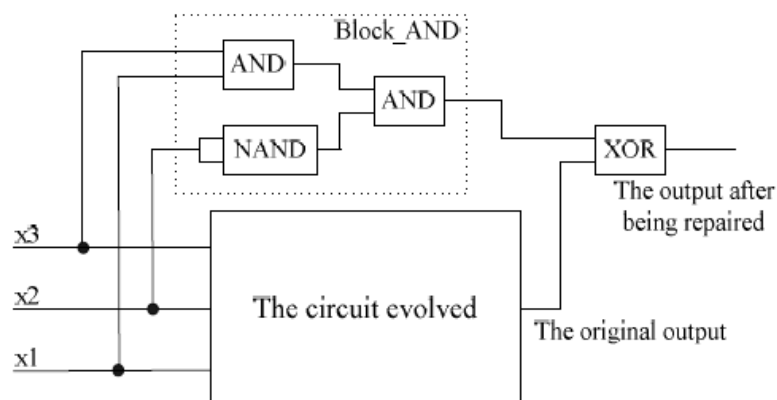 Block_AND
AND
AND
NAND
XOR
The output after
being repaired
x3
x2
The circuit evolved
The original output
x1